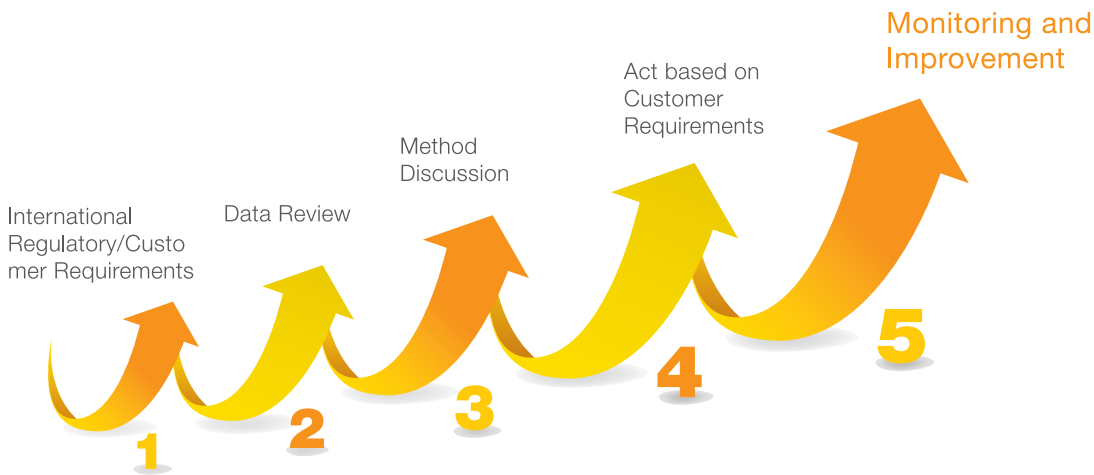 International
Regulatory/Custo
mer Requirements
1
Data Review
2
Method
Discussion
3
Act based on
Customer
Requirements
4
Monitoring and
Improvement
5